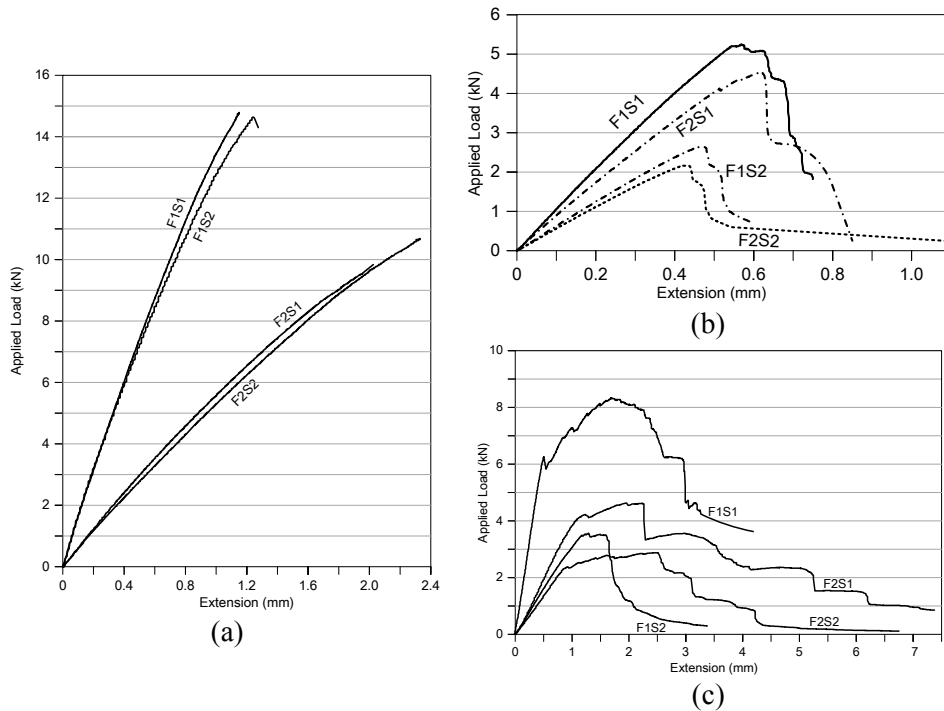 16
14
12
10
8
6
4
2
0
Applied Load (kN)
F1S1
F1S2
F2S1
F2S2
0 0.4 0.8 1.2 1.6 2.0 2.4
Extension (mm)
(a)
6
5
4
3
2
1
0
Applied Load (kN)
F1S1
F2S1
F1S2
F2S2
0 0.2 0.4 0.6 0.8 1.0
Extension (mm)
(b)
10
8
6
4
2
0
Applied Load (kN)
F1S1
F2S1
F1S2
F2S2
0 1 2 3 4 5 6 7
Extension (mm)
(c)